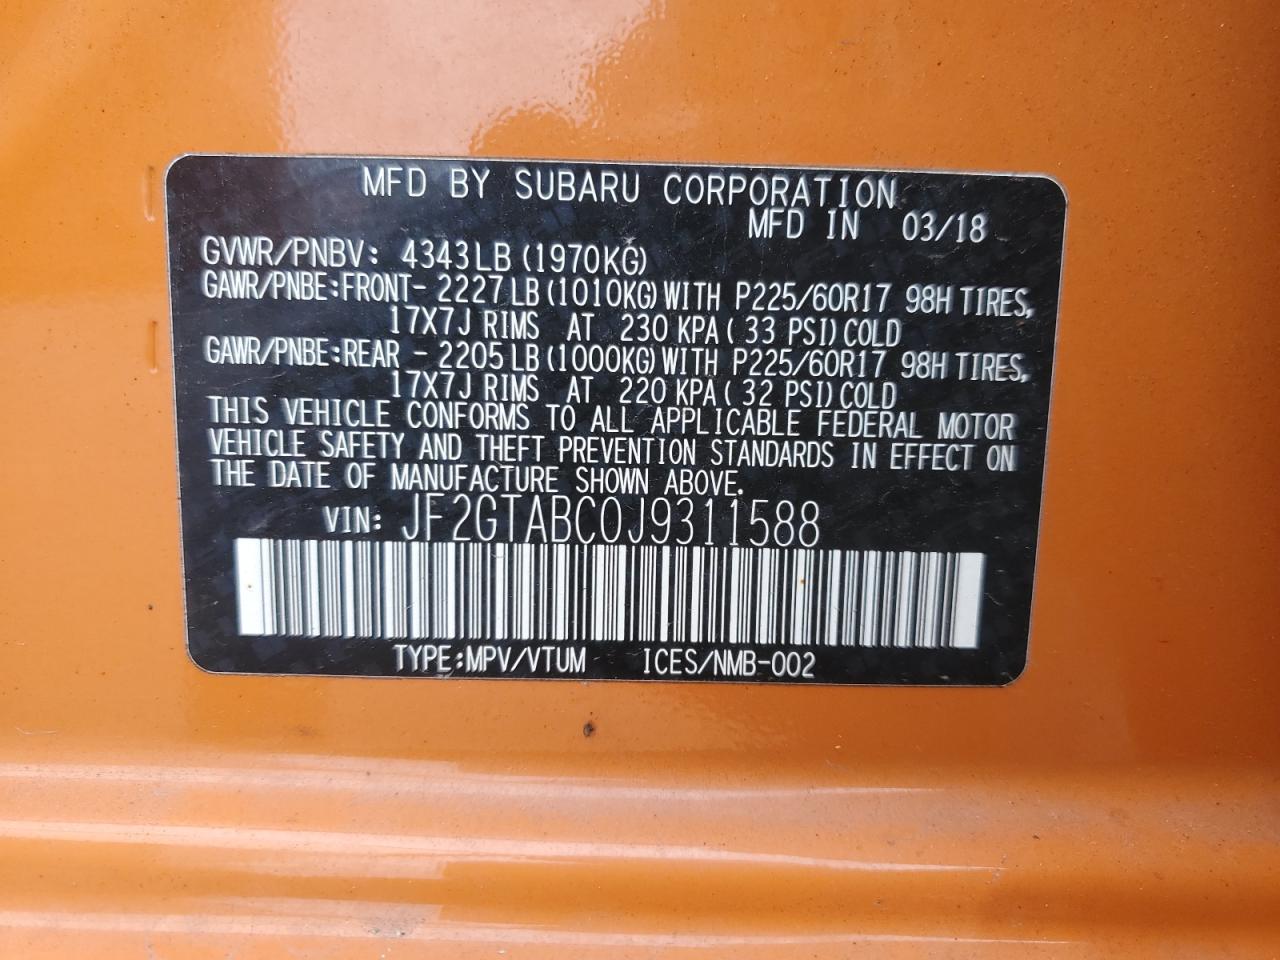 MFD BY SUBARU CORPORATION
MFD IN 03/18
GVWR/PNBV: 4343LB (1970KG)
GAWR/PNBE:FRONT- 2227LB (1010KG) WITH P225/60R17 98H TIRES,
17X7J RIMS AT 230 KPA ( 33 PSI) COLD
GAWR/PNBE:REAR - 2205LB (1000KG) WITH P225/60R17 98H TIRES,
17X7J RIMS AT 220 KPA ( 32 PSI) COLD
THIS VEHICLE CONFORMS TO ALL APPLICABLE FEDERAL MOTOR
VEHICLE SAFETY AND THEFT PREVENTION STANDARDS IN EFFECT ON
THE DATE OF MANUFACTURE SHOWN ABOVE.
VIN: JF2GTABC0J9311588
TYPE:MPV/VTUM ICES/NMB-002